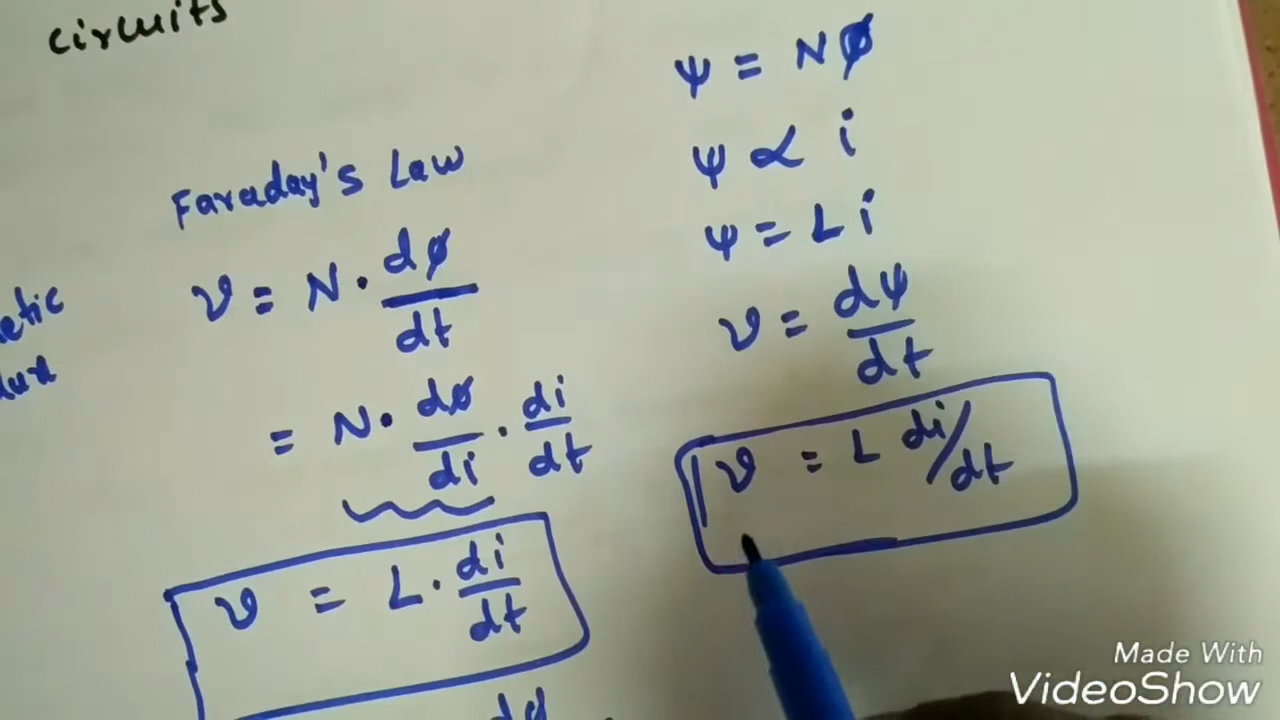 circuits
Faraday's Law
v = N · dφ/dt
= N · dφ/di · di/dt
v = L · di/dt
dφ
ψ = Nφ
ψ ∝ i
ψ = Li
v = dψ/dt
v = L di/dt
Made With
VideoShow